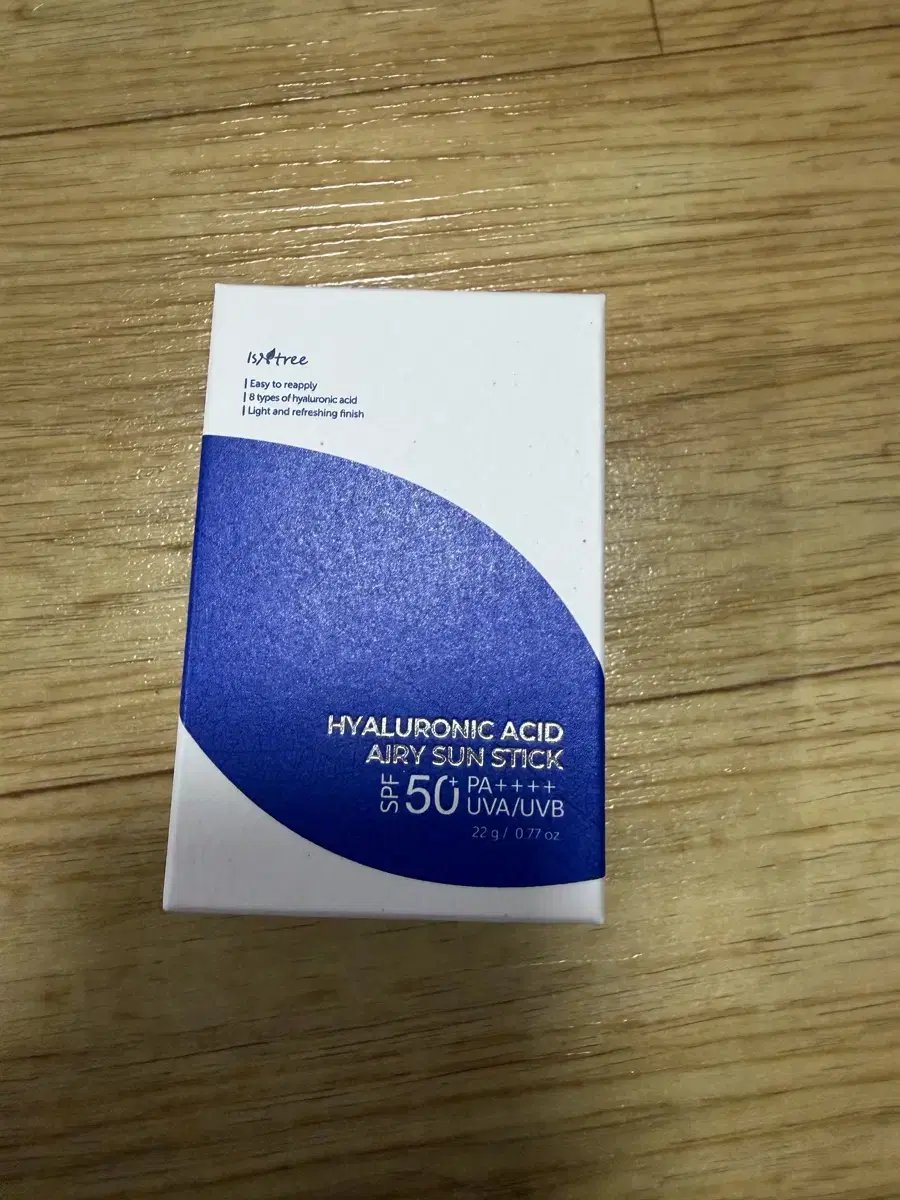 Isntree
Easy to reapply
8 types of hyaluronic acid
Light and refreshing finish
HYALURONIC ACID
AIRY SUN STICK
SPF 50+ PA++++
UVA/UVB
22 g / 0.77 oz